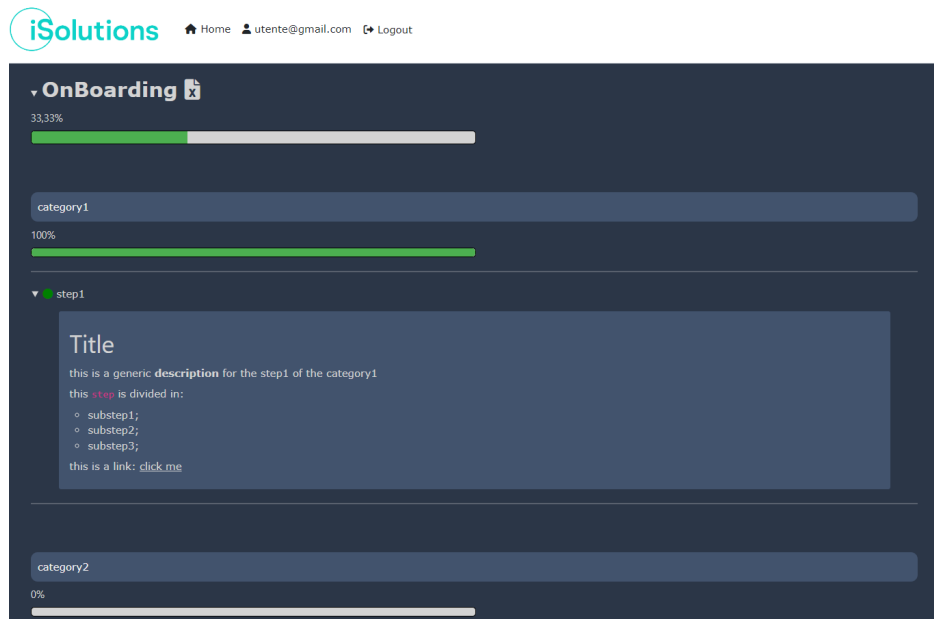 iSolutions
Home utente@gmail.com Logout
OnBoarding
33,33%
category1
100%
step1
Title
this is a generic description for the step1 of the category1
this step is divided in:
substep1;
substep2;
substep3;
this is a link: click me
category2
0%